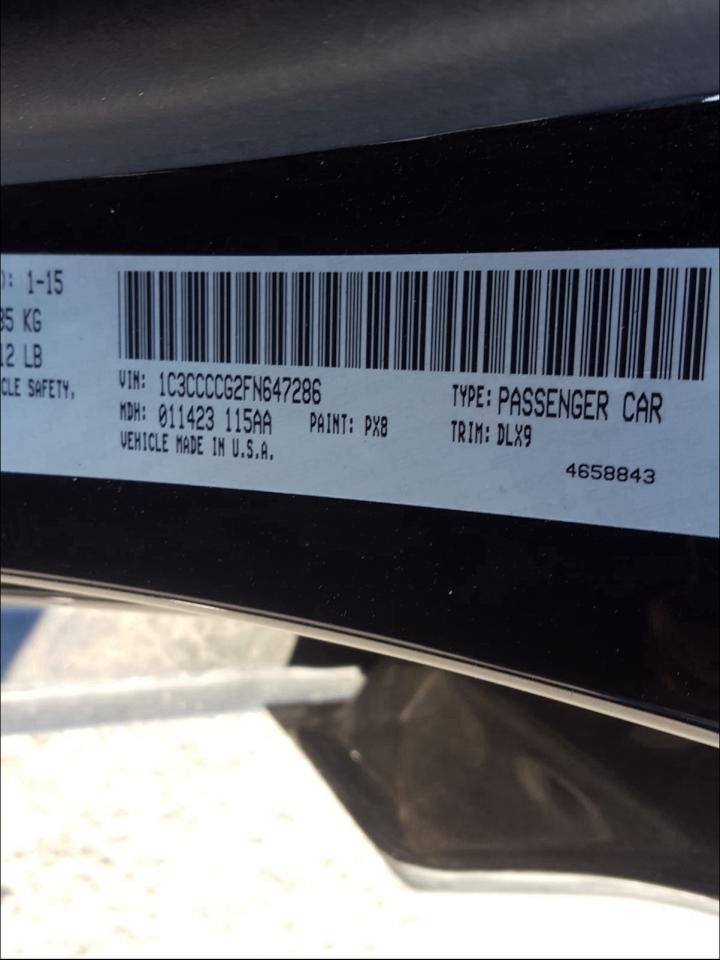 ): 1-15
85 KG
12 LB
CLE SAFETY,
VIN: 1C3CCCCG2FN647286
TYPE: PASSENGER CAR
MDH: 011423 115AA
PAINT: PX8
TRIM: DLX9
VEHICLE MADE IN U.S.A.
4658843